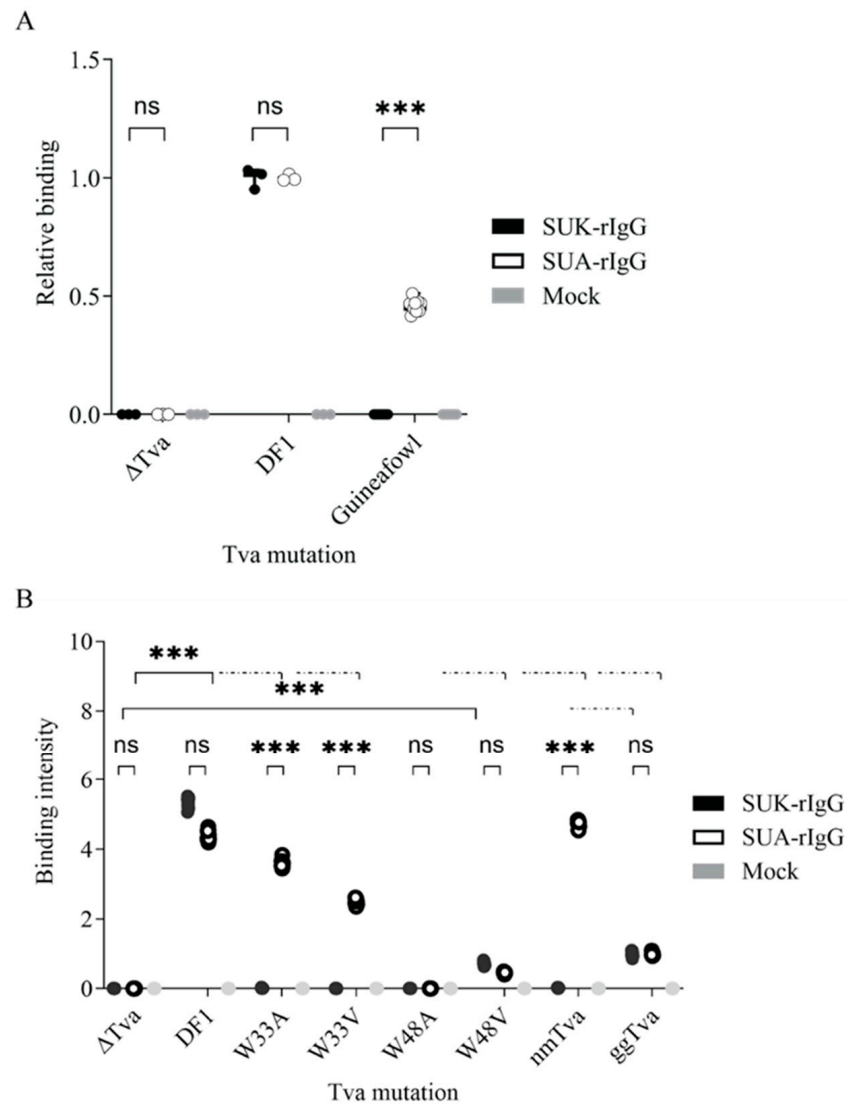 A
1.5
1.0
0.5
0.0
Relative binding
ns
ns
***
SUK-rIgG
SUA-rIgG
Mock
ΔTva
DF1
Guineafowl
Tva mutation
B
10
8
6
4
2
0
Binding intensity
***
***
ns
ns
***
***
ns
ns
***
ns
SUK-rIgG
SUA-rIgG
Mock
ΔTva
DF1
W33A
W33V
W48A
W48V
nmTva
ggTva
Tva mutation